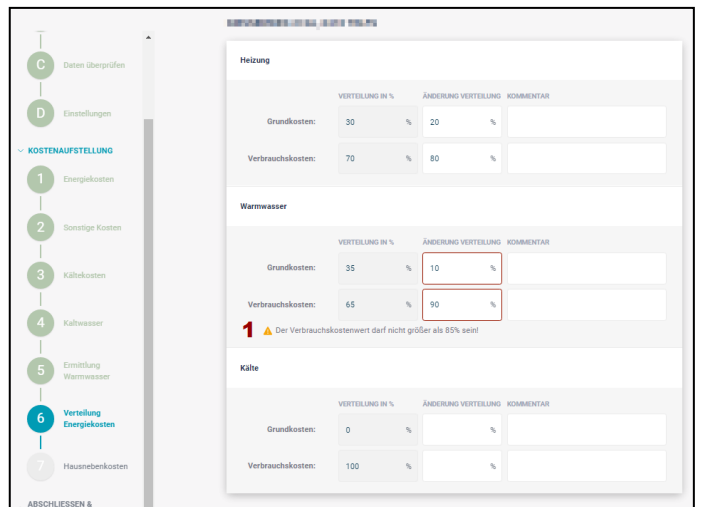 C Daten überprüfen
D Einstellungen
KOSTENAUFSTELLUNG
1 Energiekosten
2 Sonstige Kosten
3 Kältekosten
4 Kaltwasser
5 Ermittlung
Warmwasser
6 Verteilung
Energiekosten
7 Hausnebenkosten
ABSCHLIESSEN &
Heizung
VERTEILUNG IN % ÄNDERUNG VERTEILUNG KOMMENTAR
Grundkosten: 30 % 20 %
Verbrauchskosten: 70 % 80 %
Warmwasser
VERTEILUNG IN % ÄNDERUNG VERTEILUNG KOMMENTAR
Grundkosten: 35 % 10 %
Verbrauchskosten: 65 % 90 %
1 Der Verbrauchskostenwert darf nicht größer als 85% sein!
Kälte
VERTEILUNG IN % ÄNDERUNG VERTEILUNG KOMMENTAR
Grundkosten: 0 % %
Verbrauchskosten: 100 % %